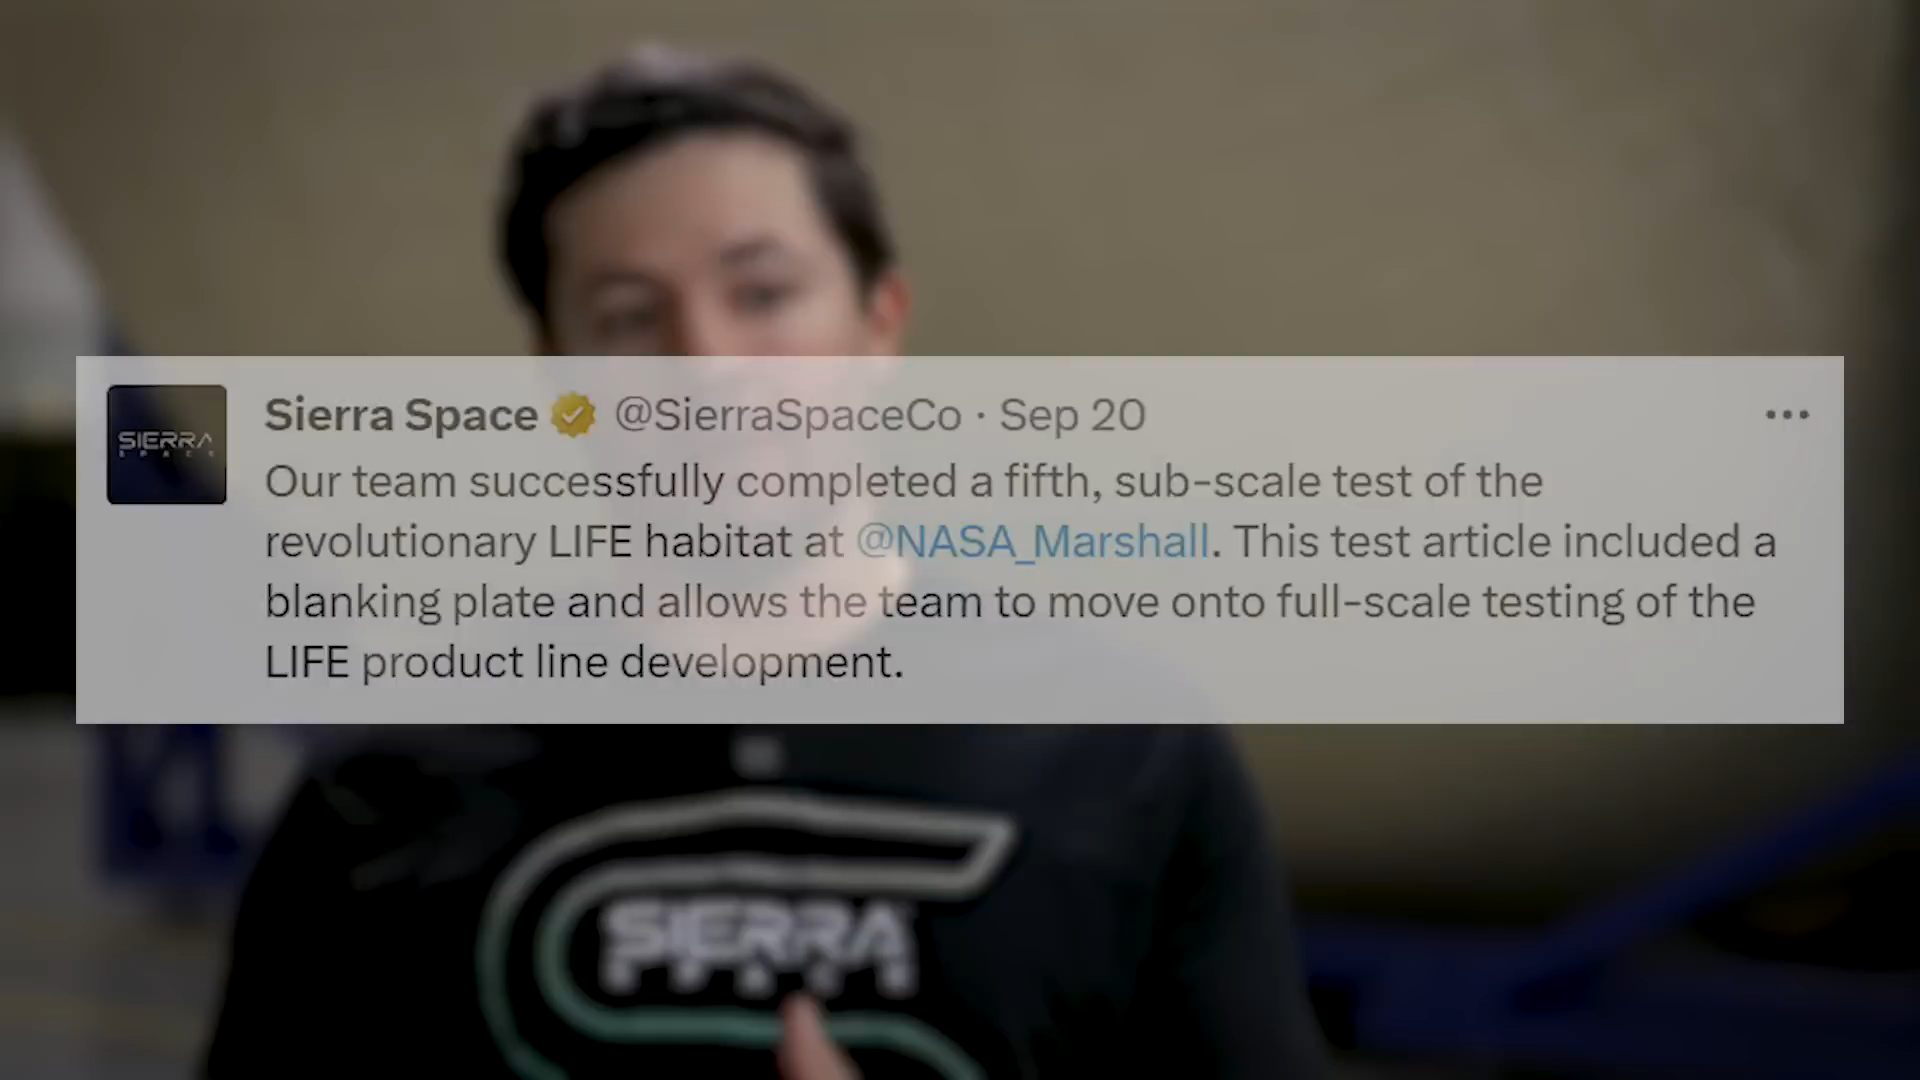 Sierra Space @SierraSpaceCo · Sep 20
SIERRA
SPACE
Our team successfully completed a fifth, sub-scale test of the
revolutionary LIFE habitat at @NASA_Marshall. This test article included a
blanking plate and allows the team to move onto full-scale testing of the
LIFE product line development.
SIERRA
SPACE